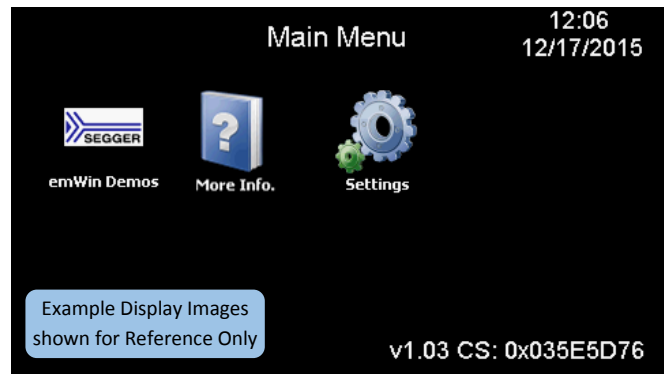 Main Menu
12:06
12/17/2015
SEGGER
?
emWin Demos
More Info.
Settings
Example Display Images
shown for Reference Only
v1.03 CS: 0x035E5D76